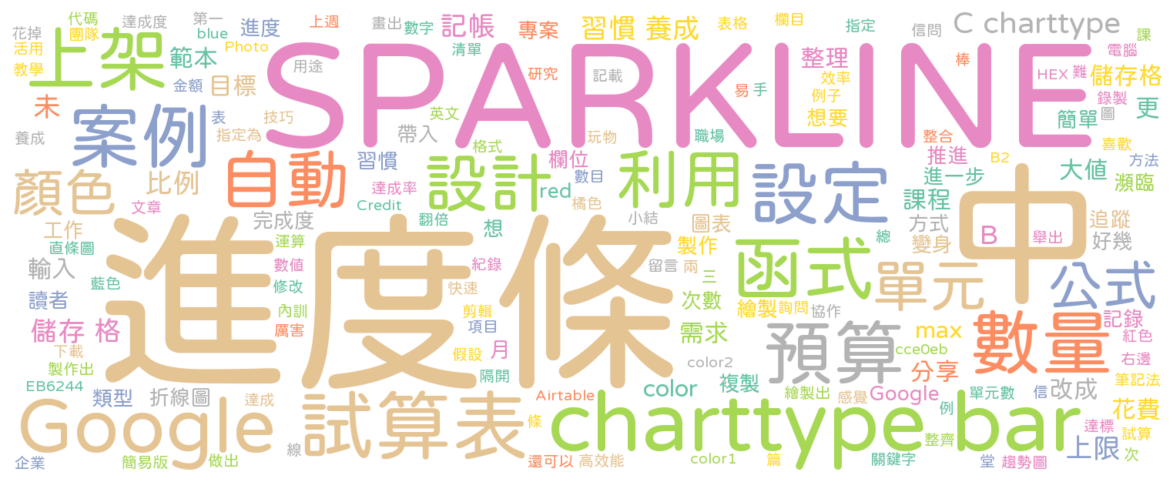 花掉
代碼
達成度
第一
上週
畫出
數字
記帳
專案
習慣 養成
表格
欄目
指定
信問
C charttype
課
活用
團隊
blue
Photo
上架
範本
進度
SPARKLINE
清單
整理
電腦
教學
金額
目標
用途
研究
記載
易
手
效率
例子
棒
HEX
難
儲存格
未
案例
表
技巧
英文
想要
錄製
圖
更
簡單
養成
指定為
帶入
玩物
職場
整合
喜歡
格式
推進
B2
方法
顏色
比例
自動
習慣
設計
欄位
利用
設定
進一步
大值
瀕臨
文章
達成率
red
數目
課程
中
Credit
橘色
工作
完成度
翻倍
想
小結
圖表
總
方式
追蹤
直條圖
運算
製作
函式
變身
B
舉出
好幾
輸入
進度條
數值
紀錄
留言
兩
單元
公式
藍色
修改
快速
三
讀者
內訓
剪輯
次數
繪製
詢問
協作
儲存 格
厲害
項目
需求
預算
max
數量
記錄
紅色
下載
假設
月
cce0eb
右邊
製作出
隔開
color2
分享
EB6244
color
複製
類型
折線圖
達成
Airtable
繪製出
感覺
Google
單元數
信
改成
筆記法
Google
試算表
條
charttype bar
例
花費
達標
線
整齊
試算
企業
簡易版
做出
還可以
高效能
color1
篇
關鍵字
堂
趨勢圖
上限
次